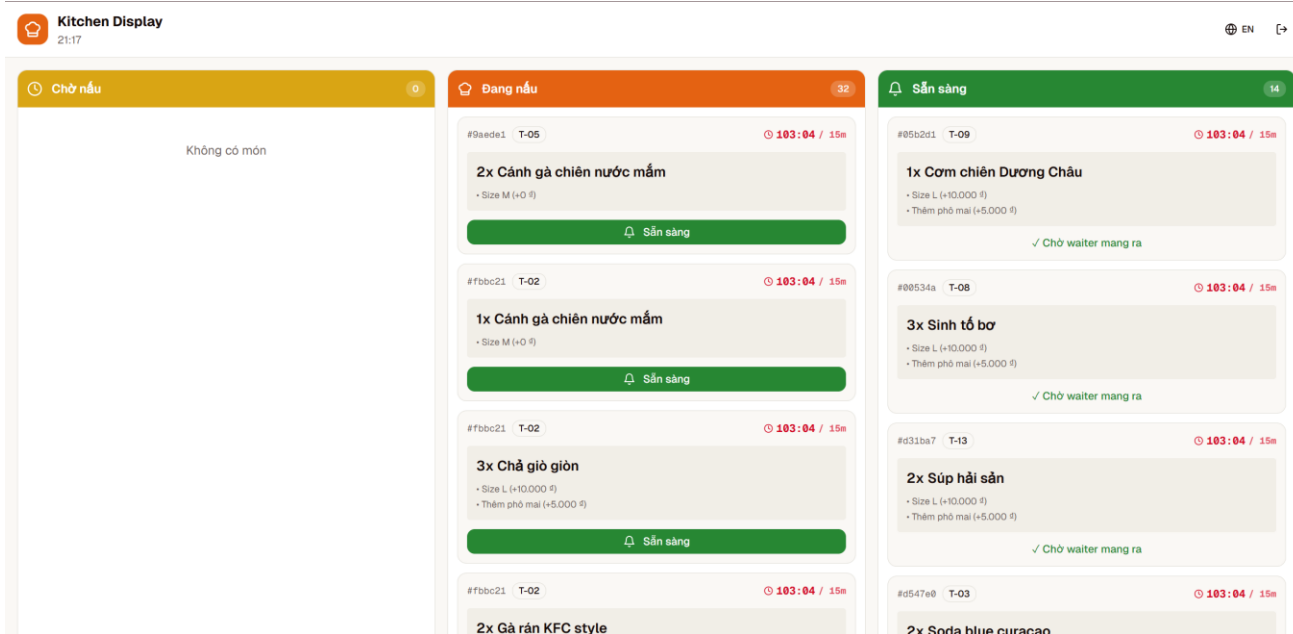 Kitchen Display
21:17
EN
Chờ nấu
0
Không có món
Đang nấu
32
#9aede1 T-05 103:04 / 15m
2x Cánh gà chiên nước mắm
• Size M (+0 ₫)
Sẵn sàng
#fbbc21 T-02 103:04 / 15m
1x Cánh gà chiên nước mắm
• Size M (+0 ₫)
Sẵn sàng
#fbbc21 T-02 103:04 / 15m
3x Chả giò giòn
• Size L (+10.000 ₫)
• Thêm phô mai (+5.000 ₫)
Sẵn sàng
#fbbc21 T-02 103:04 / 15m
2x Gà rán KFC style
Sẵn sàng
14
#05b2d1 T-09 103:04 / 15m
1x Cơm chiên Dương Châu
• Size L (+10.000 ₫)
• Thêm phô mai (+5.000 ₫)
✓ Chờ waiter mang ra
#00534a T-08 103:04 / 15m
3x Sinh tố bơ
• Size L (+10.000 ₫)
• Thêm phô mai (+5.000 ₫)
✓ Chờ waiter mang ra
#d31ba7 T-13 103:04 / 15m
2x Súp hải sản
• Size L (+10.000 ₫)
• Thêm phô mai (+5.000 ₫)
✓ Chờ waiter mang ra
#d547e0 T-03 103:04 / 15m
2x Soda blue curacao